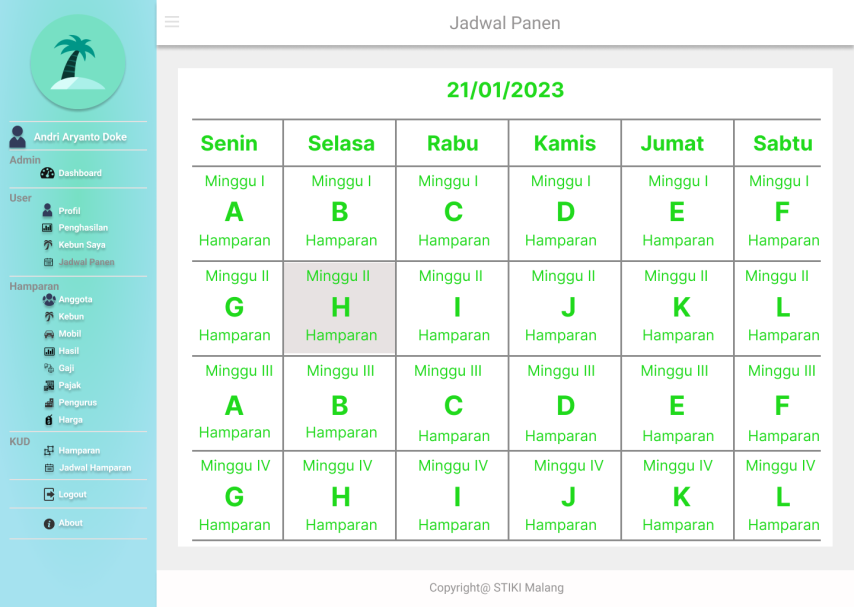 Jadwal Panen
Andri Aryanto Doke
Admin
Dashboard
User
Profil
Penghasilan
Kebun Saya
Jadwal Panen
Hamparan
Anggota
Kebun
Mobil
Hasil
Gaji
Pajak
Pengurus
Harga
KUD
Hamparan
Jadwal Hamparan
Logout
About
21/01/2023
Senin Selasa Rabu Kamis Jumat Sabtu
Minggu I Minggu I Minggu I Minggu I Minggu I Minggu I
A B C D E F
Hamparan Hamparan Hamparan Hamparan Hamparan Hamparan
Minggu II Minggu II Minggu II Minggu II Minggu II Minggu II
G H I J K L
Hamparan Hamparan Hamparan Hamparan Hamparan Hamparan
Minggu III Minggu III Minggu III Minggu III Minggu III Minggu III
A B C D E F
Hamparan Hamparan Hamparan Hamparan Hamparan Hamparan
Minggu IV Minggu IV Minggu IV Minggu IV Minggu IV Minggu IV
G H I J K L
Hamparan Hamparan Hamparan Hamparan Hamparan Hamparan
Copyright@ STIKI Malang